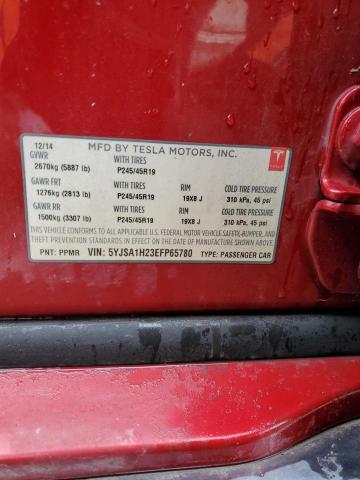 12/14 MFD BY TESLA MOTORS, INC.
GVWR WITH TIRES
2670kg (5887 lb) P245/45R19
GAWR FRT WITH TIRES RIM COLD TIRE PRESSURE
1276kg (2813 lb) P245/45R19 19X8 J 310 kPa, 45 psi
GAWR RR WITH TIRES RIM COLD TIRE PRESSURE
1500kg (3307 lb) P245/45R19 19X8 J 310 kPa, 45 psi
THIS VEHICLE CONFORMS TO ALL APPLICABLE U.S. FEDERAL MOTOR VEHICLE SAFETY, BUMPER, AND
THEFT PREVENTION STANDARDS IN EFFECT ON THE DATE OF MANUFACTURE SHOWN ABOVE.
PNT: PPMR VIN: 5YJSA1H23EFP65780 TYPE: PASSENGER CAR